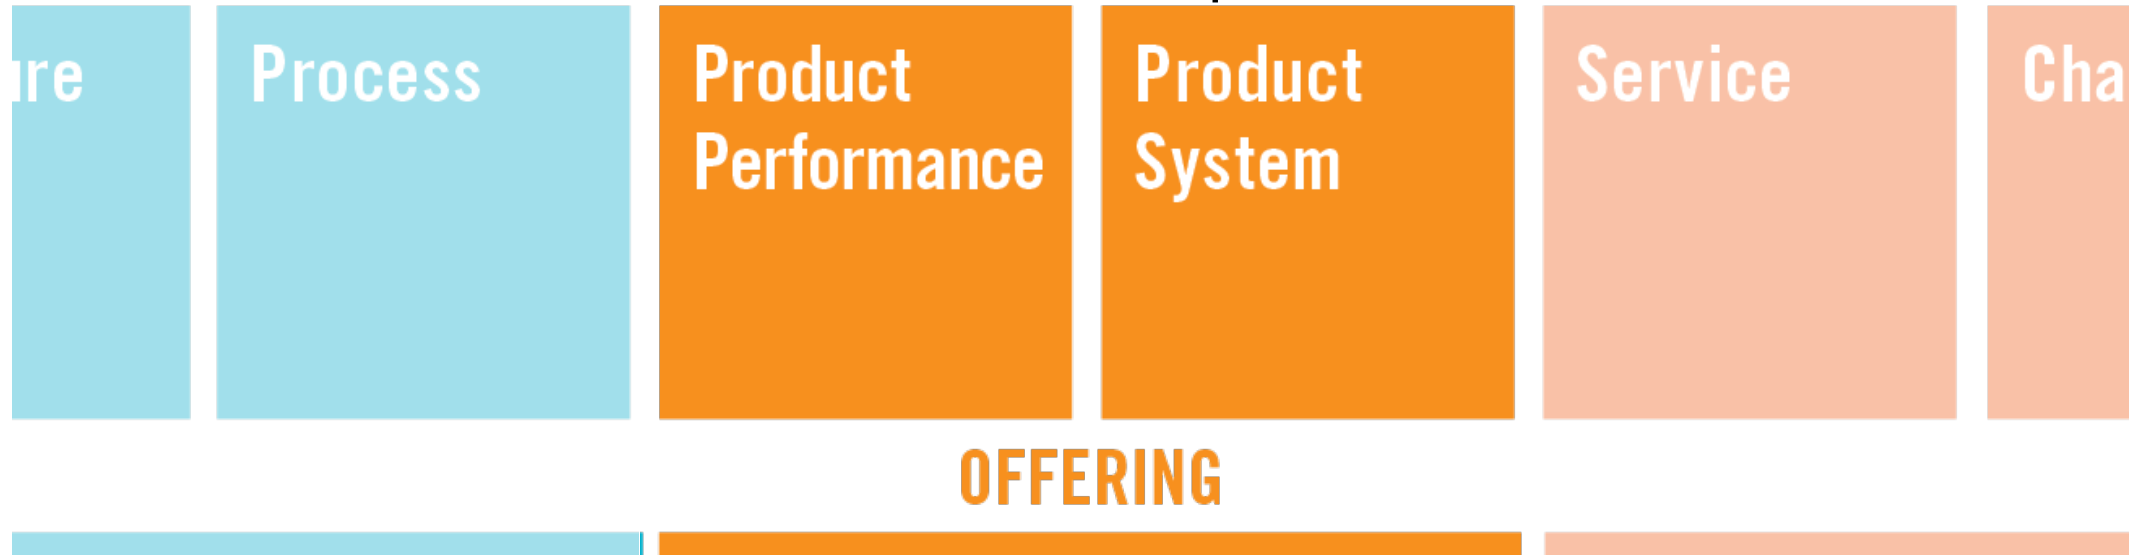 Process
Product
Performance
Product
System
Service
OFFERING